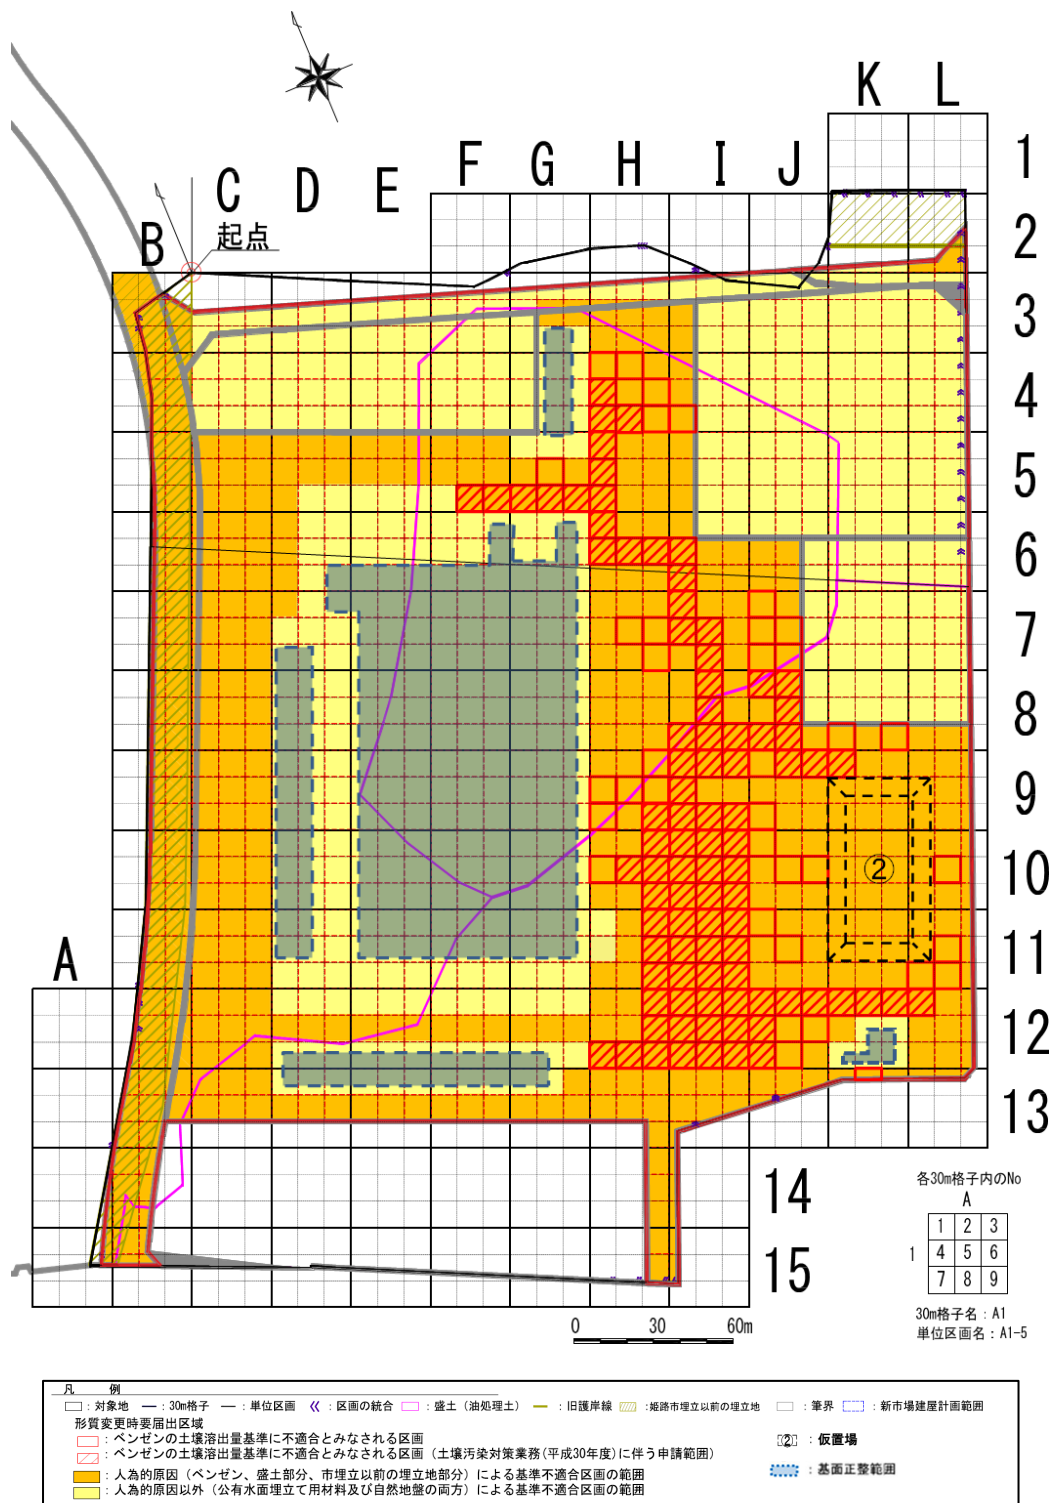 K L
F G H I J
C D E
B
A
起点
1
2
3
4
5
6
7
8
9
10
11
12
13
14
15
②
各30m格子内のNo
A
1 2 3
1 4 5 6
7 8 9
30m格子名：A1
単位区画名：A1-5
0 30 60m
凡 例
：対象地 ：30m格子 ：単位区画 ：区画の統合 ：盛土（油処理土） ：旧護岸線 ：姫路市埋立以前の埋立地 ：筆界 ：新市場建屋計画範囲
形質変更時要届出区域
：ベンゼンの土壌溶出量基準に不適合とみなされる区画
：ベンゼンの土壌溶出量基準に不適合とみなされる区画（土壌汚染対策業務(平成30年度)に伴う申請範囲）
：人為的原因（ベンゼン、盛土部分、市埋立以前の埋立地部分）による基準不適合区画の範囲
：人為的原因以外（公有水面埋立て用材料及び自然地盤の両方）による基準不適合区画の範囲
② ：仮置場
：基面正整範囲